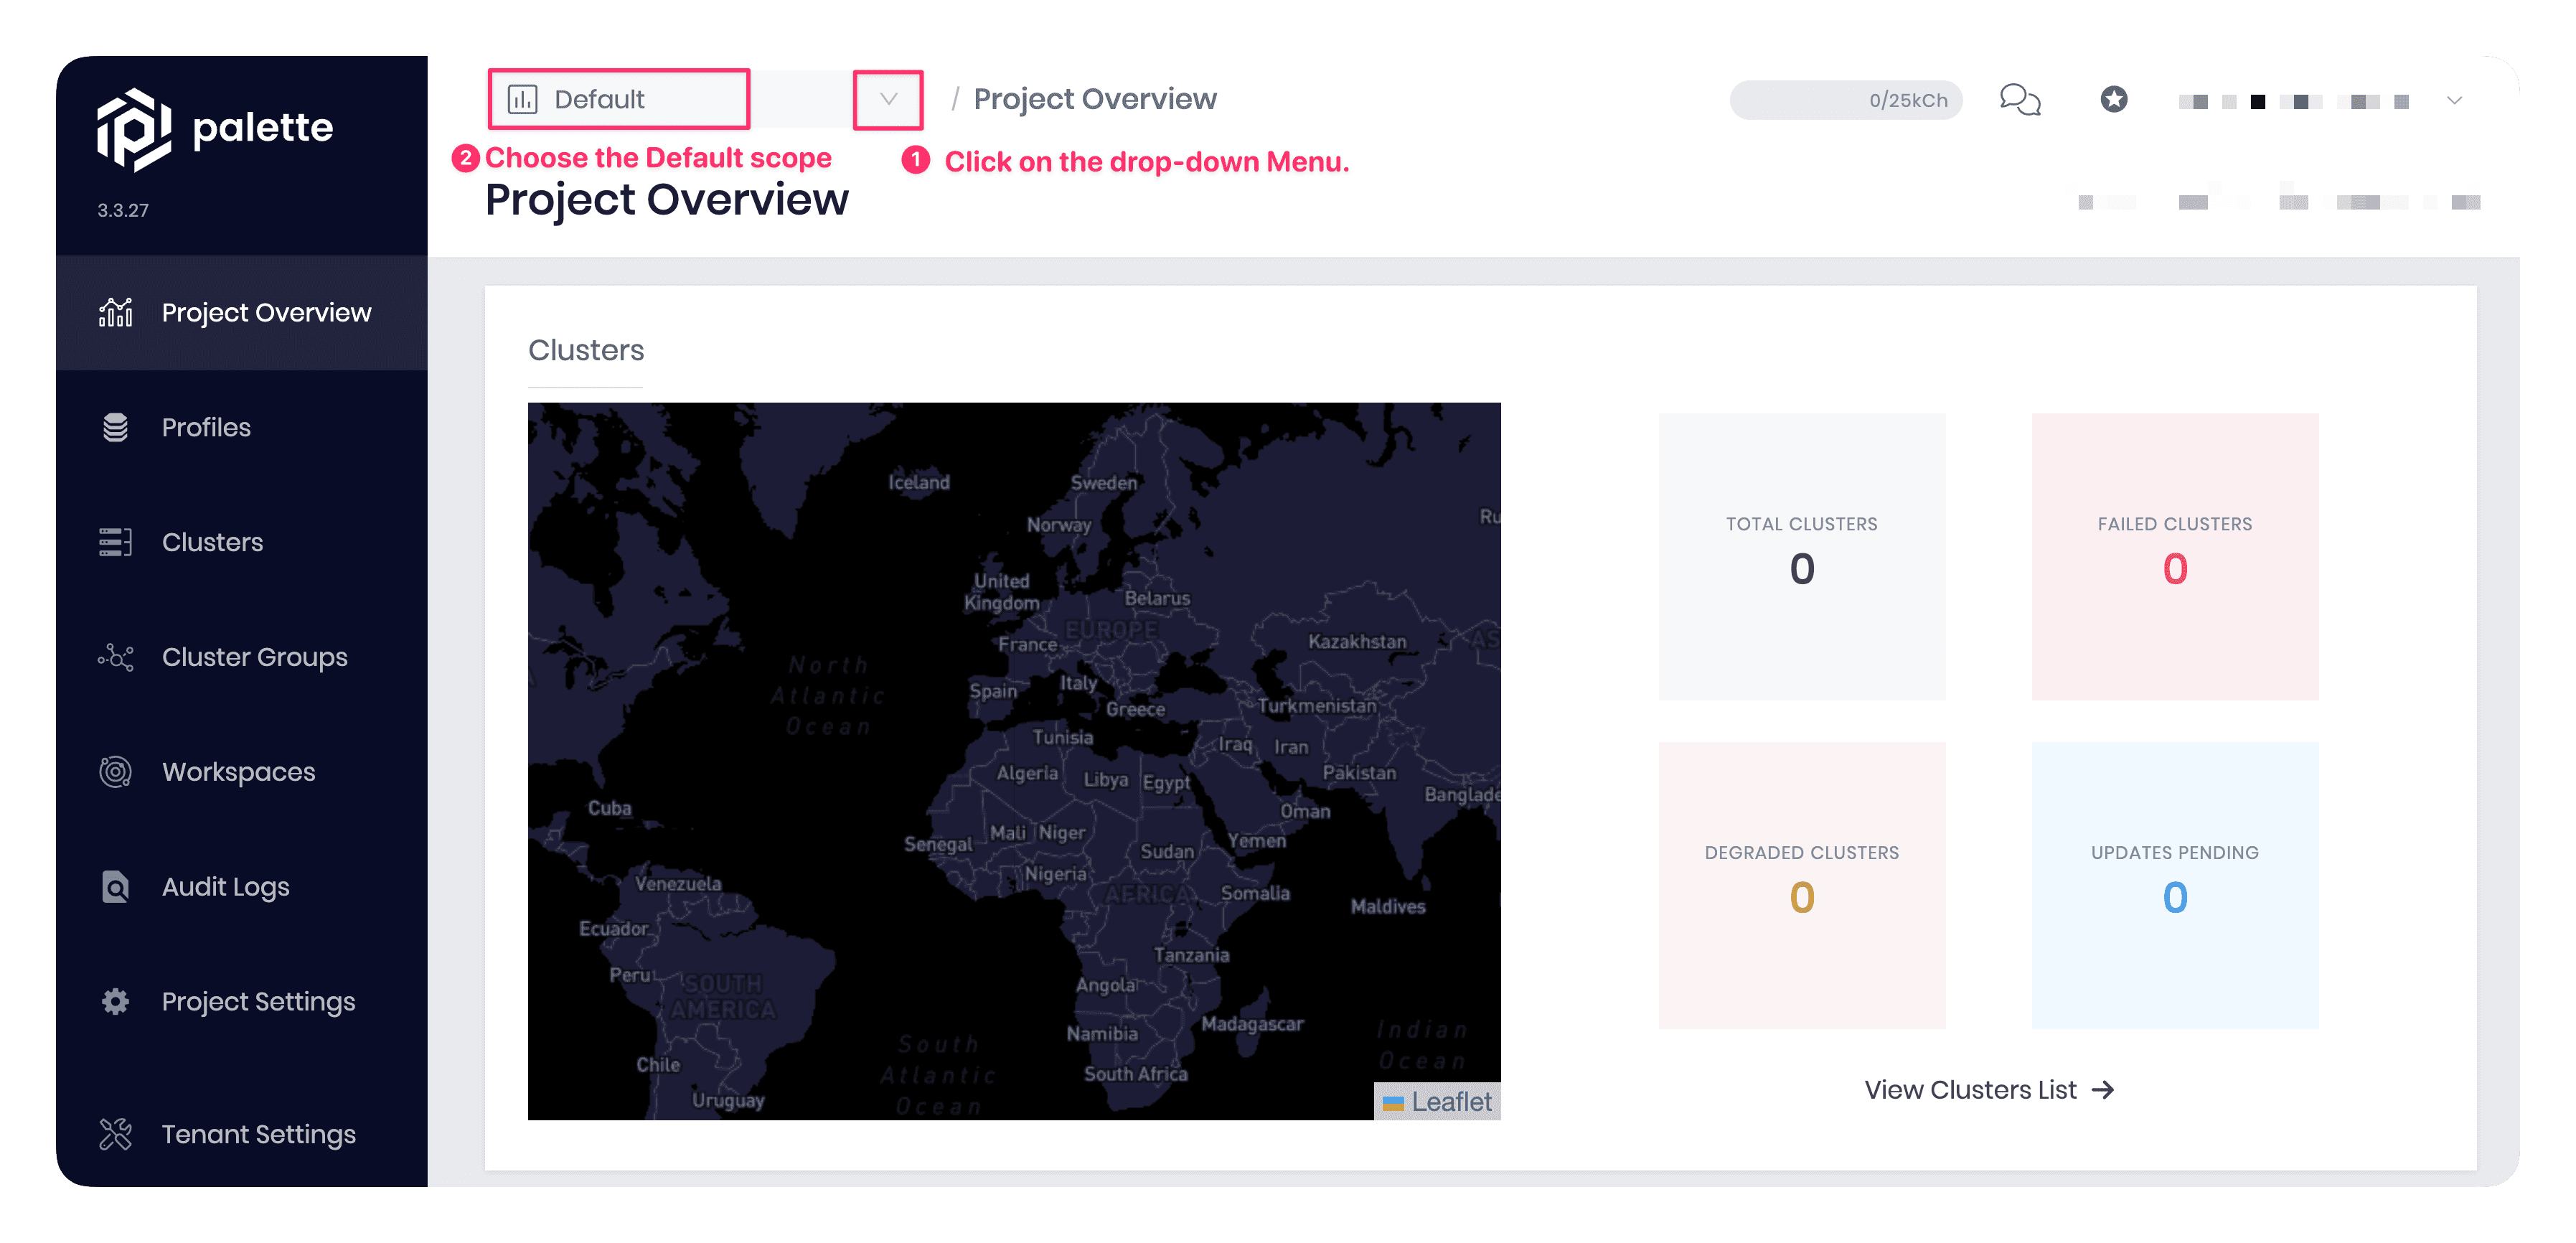 palette
3.3.27
Project Overview
Profiles
Clusters
Cluster Groups
Workspaces
Audit Logs
Project Settings
Tenant Settings
Default
/ Project Overview
0/25kCh
2 Choose the Default scope
1 Click on the drop-down Menu.
Project Overview
Clusters
Iceland
Sweden
Norway
Ru
United
Kingdom
Belarus
EUROPE
France
Kazakhstan
AS
North
Atlantic
Ocean
Spain
Italy
Greece
Turkmenistan
Tunisia
Iraq
Iran
Algeria
Libya
Egypt
Pakistan
Banglade
Cuba
Oman
Mali
Niger
Senegal
Sudan
Yemen
Venezuela
Nigeria
AFRICA
Somalia
Maldives
Ecuador
Tanzania
Peru
SOUTH
AMERICA
Angola
Namibia
Madagascar
Indian
Ocean
South
Atlantic
Ocean
Chile
South Africa
Uruguay
Leaflet
TOTAL CLUSTERS
0
FAILED CLUSTERS
0
DEGRADED CLUSTERS
0
UPDATES PENDING
0
View Clusters List →